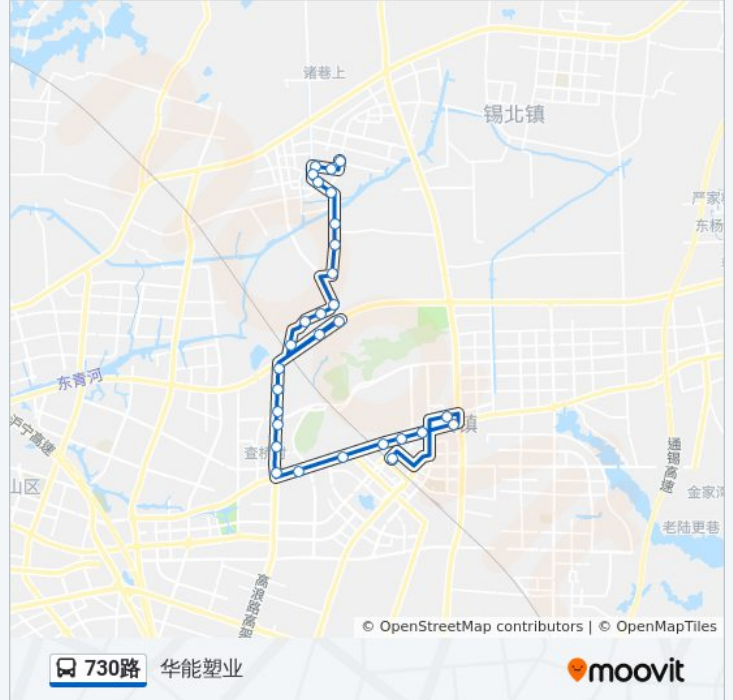 诸巷上
锡北镇
严家
东杨
东青河
沪宁高速
镇
查桥
通锡高速
山区
金家湾
老陆更巷
高浪路高架
© OpenStreetMap contributors | © OpenMapTiles
730路 华能塑业
moovit